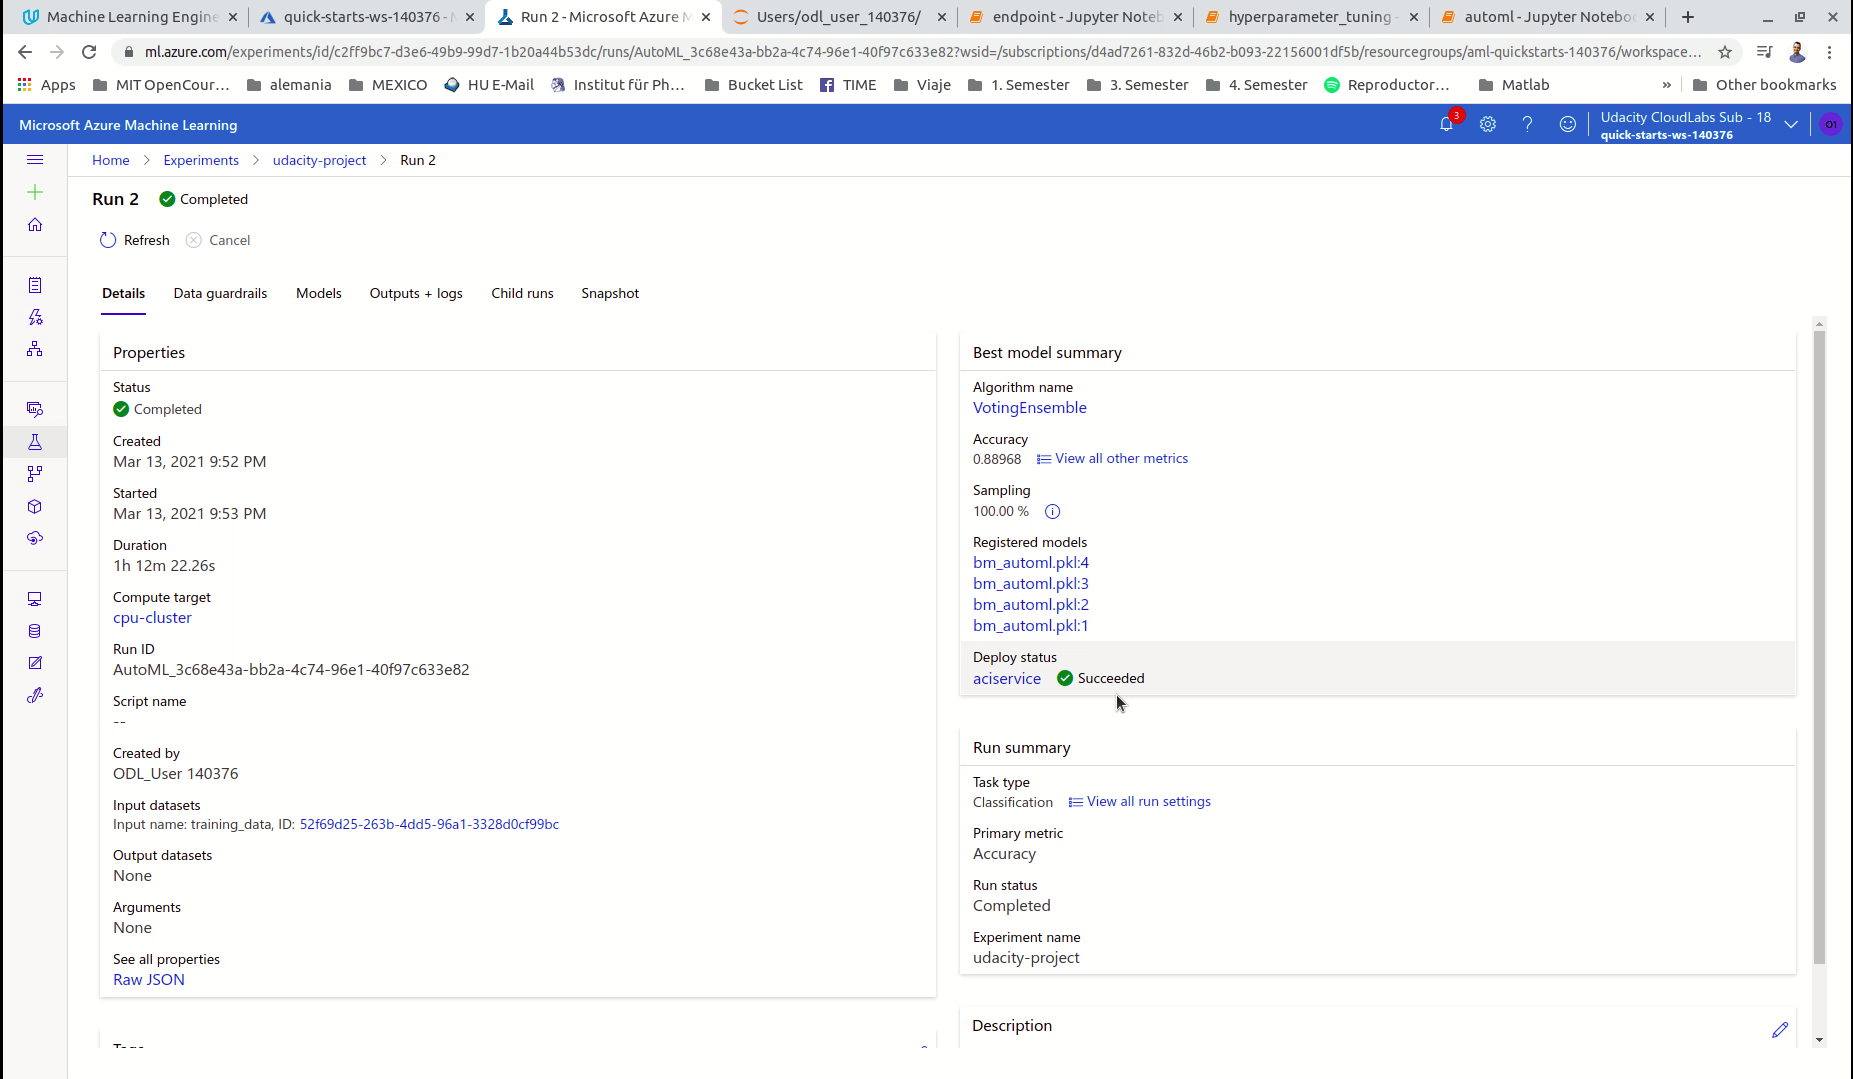 Machine Learning Engine
quick-starts-ws-140376 - M
Run 2 - Microsoft Azure M
Users/odl_user_140376/
endpoint - Jupyter Noteb
hyperparameter_tuning -
automl - Jupyter Noteboo
ml.azure.com/experiments/id/c2ff9bc7-d3e6-49b9-99d7-1b20a44b53dc/runs/AutoML_3c68e43a-bb2a-4c74-96e1-40f97c633e82?wsid=/subscriptions/d4ad7261-832d-46b2-b093-22156001df5b/resourcegroups/aml-quickstarts-140376/workspace...
Apps
MIT OpenCour...
alemania
MEXICO
HU E-Mail
Institut für Ph...
Bucket List
TIME
Viaje
1. Semester
3. Semester
4. Semester
Reproductor...
Matlab
»
Other bookmarks
Microsoft Azure Machine Learning
3
Udacity CloudLabs Sub - 18
quick-starts-ws-140376
O1
Home > Experiments > udacity-project > Run 2
Run 2 Completed
Refresh Cancel
Details Data guardrails Models Outputs + logs Child runs Snapshot
Properties
Status
Completed
Created
Mar 13, 2021 9:52 PM
Started
Mar 13, 2021 9:53 PM
Duration
1h 12m 22.26s
Compute target
cpu-cluster
Run ID
AutoML_3c68e43a-bb2a-4c74-96e1-40f97c633e82
Script name
--
Created by
ODL_User 140376
Input datasets
Input name: training_data, ID: 52f69d25-263b-4dd5-96a1-3328d0cf99bc
Output datasets
None
Arguments
None
See all properties
Raw JSON
Tags
Best model summary
Algorithm name
VotingEnsemble
Accuracy
0.88968 View all other metrics
Sampling
100.00 %
Registered models
bm_automl.pkl:4
bm_automl.pkl:3
bm_automl.pkl:2
bm_automl.pkl:1
Deploy status
aciservice Succeeded
Run summary
Task type
Classification View all run settings
Primary metric
Accuracy
Run status
Completed
Experiment name
udacity-project
Description